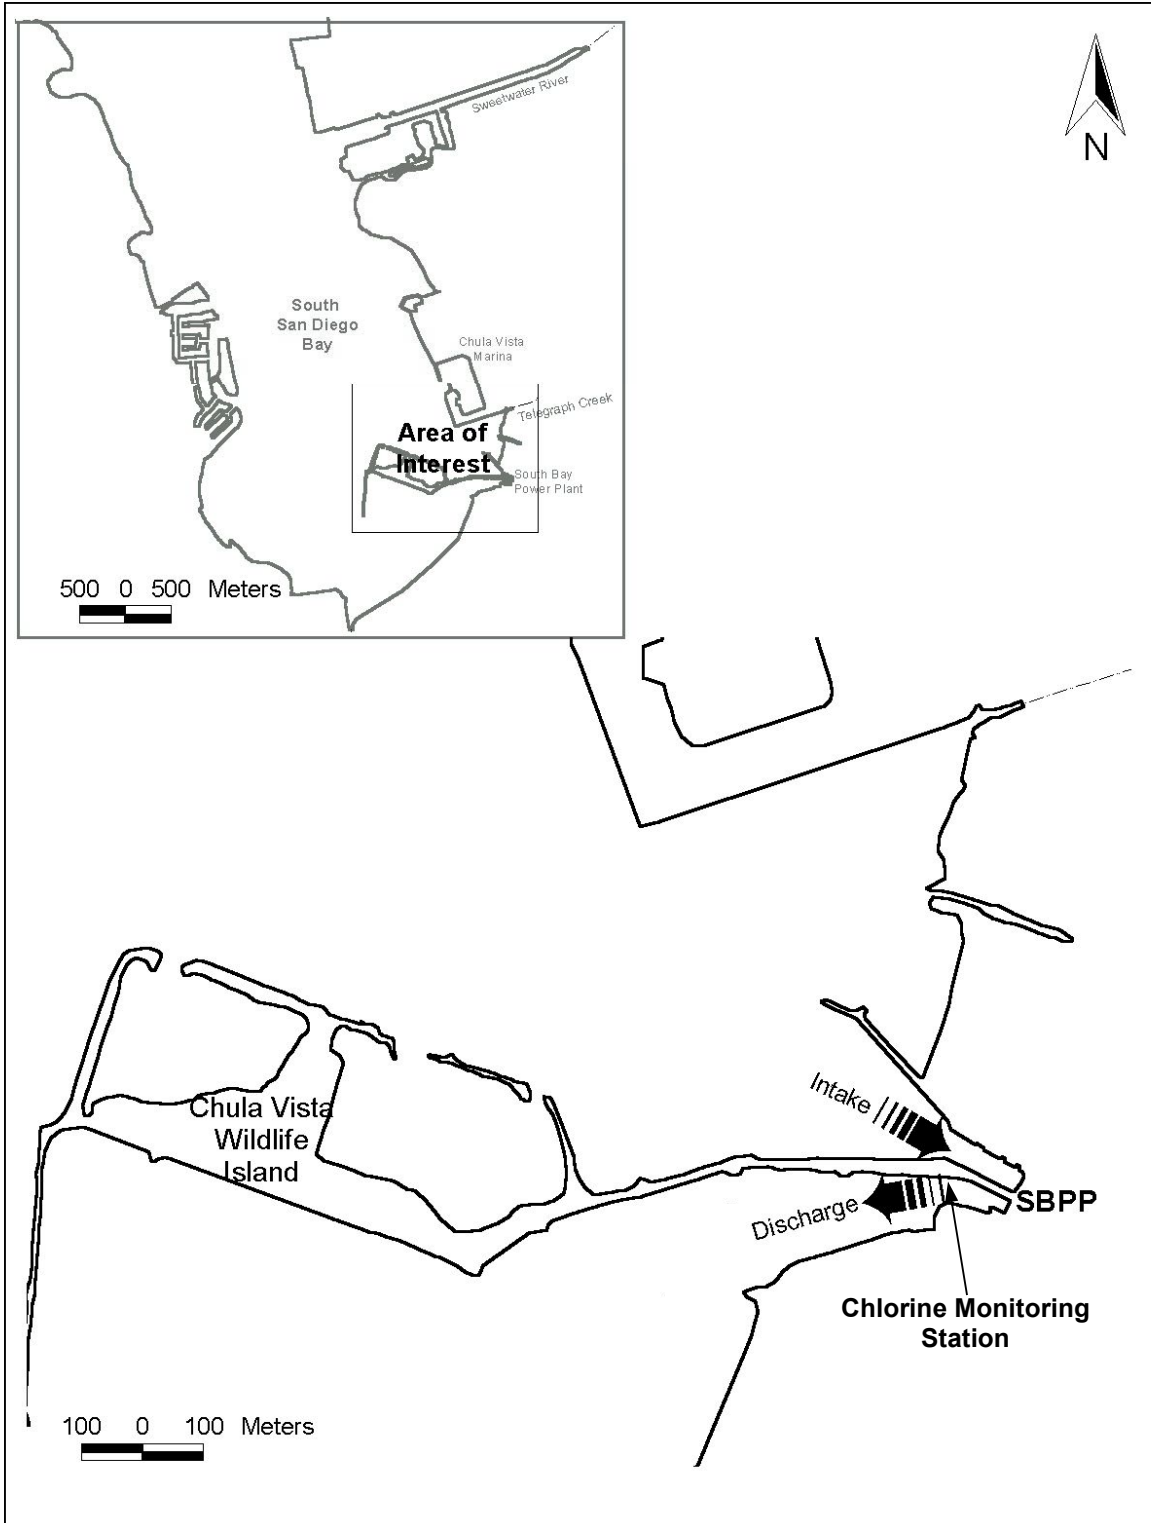 Sweetwater River
N
South
San Diego
Bay
Chula Vista
Marina
Telegraph Creek
Area of
Interest
South Bay
Power Plant
500 0 500 Meters
Intake
Chula Vista
Wildlife
Island
SBPP
Discharge
Chlorine Monitoring
Station
100 0 100 Meters